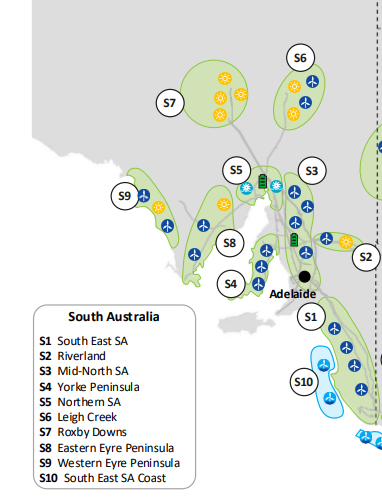 S6
S7
S5
S3
S9
S8
S2
S4
Adelaide
S1
S10
South Australia
S1 South East SA
S2 Riverland
S3 Mid-North SA
S4 Yorke Peninsula
S5 Northern SA
S6 Leigh Creek
S7 Roxby Downs
S8 Eastern Eyre Peninsula
S9 Western Eyre Peninsula
S10 South East SA Coast